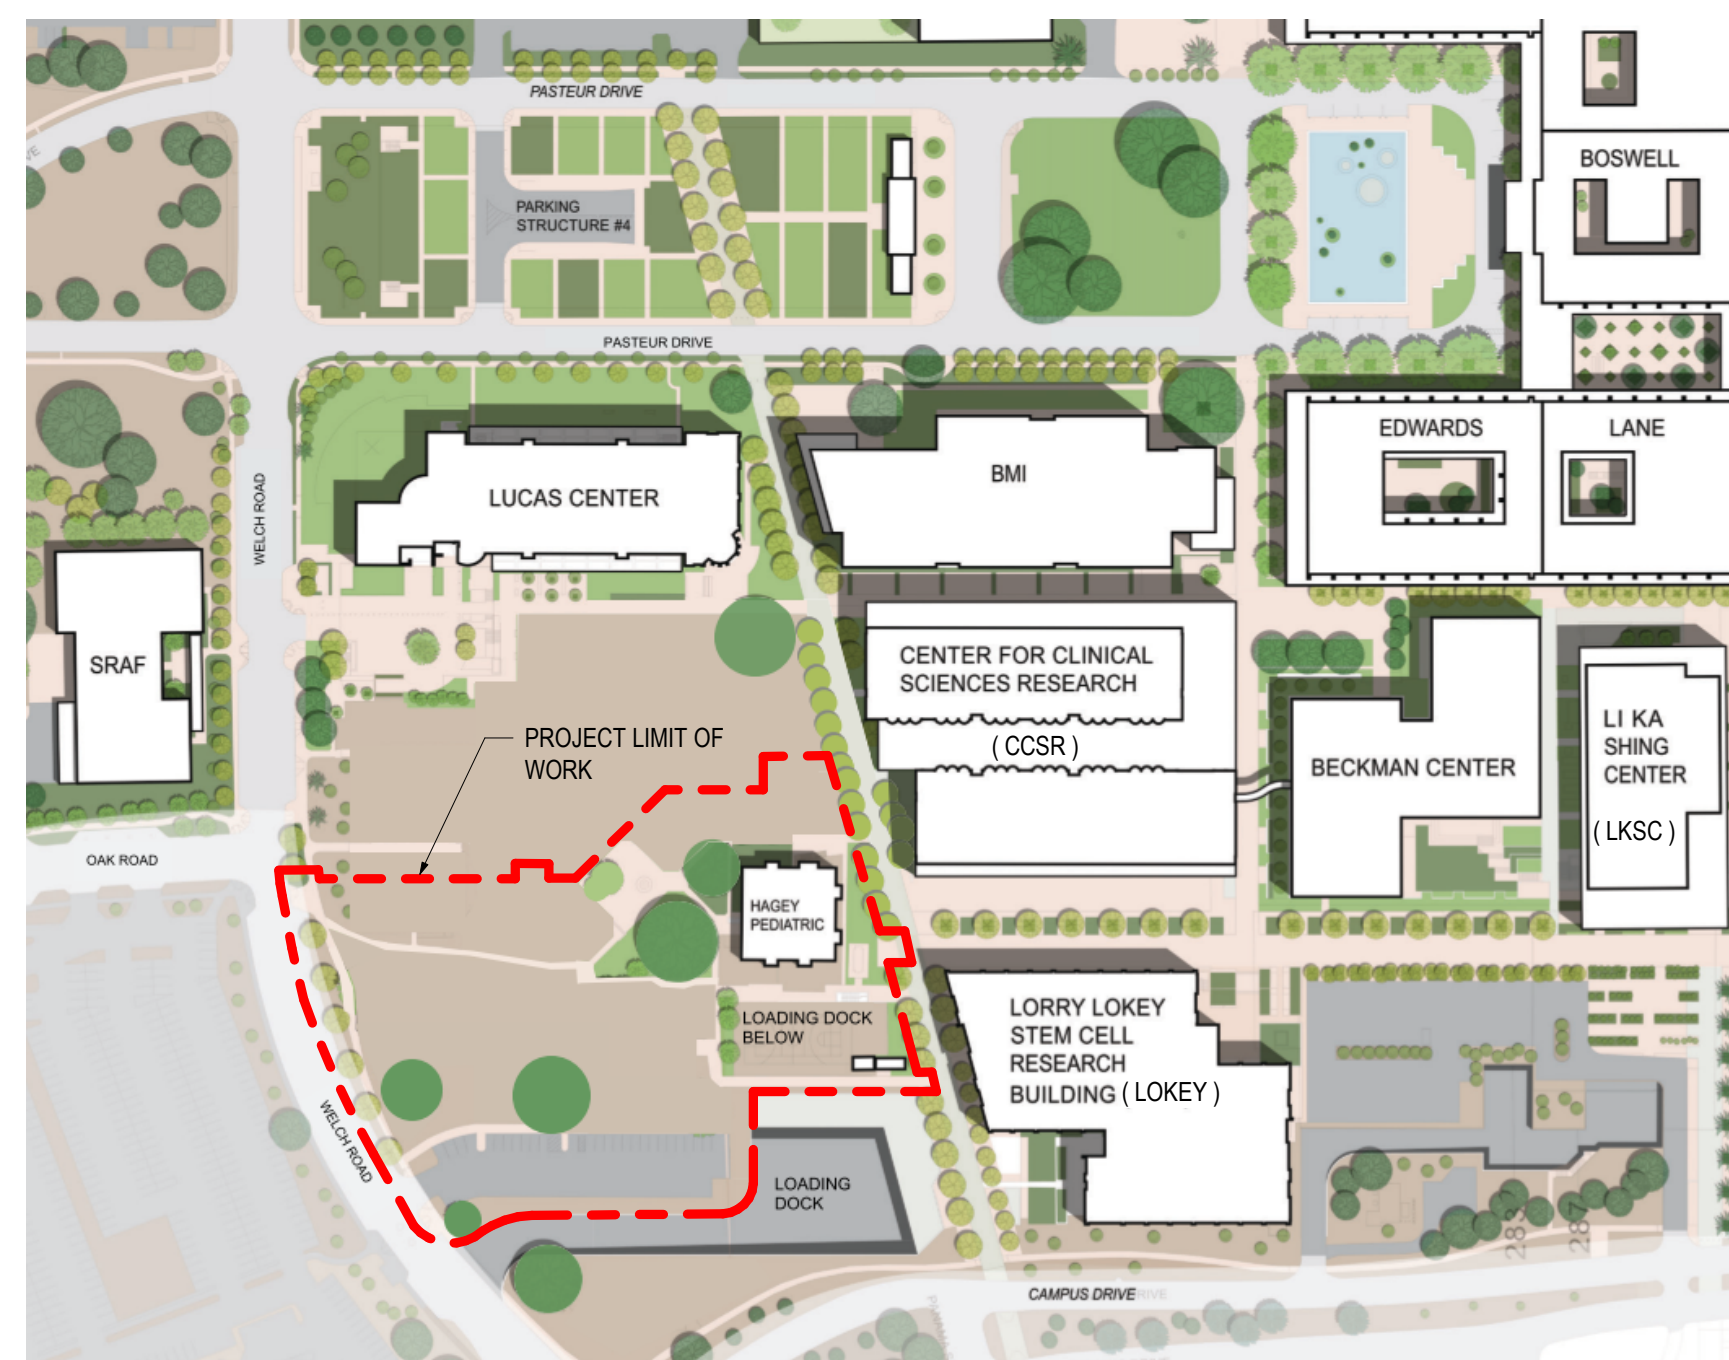 PASTEUR DRIVE
BOSWELL
PARKING
STRUCTURE #4
PASTEUR DRIVE
EDWARDS
LANE
BMI
LUCAS CENTER
WELCH ROAD
SRAF
CENTER FOR CLINICAL
SCIENCES RESEARCH
( CCSR )
LI KA
SHING
CENTER
( LKSC )
PROJECT LIMIT OF
WORK
BECKMAN CENTER
OAK ROAD
HAGEY
PEDIATRIC
LOADING DOCK
BELOW
LORRY LOKEY
STEM CELL
RESEARCH
BUILDING ( LOKEY )
WELCH ROAD
LOADING
DOCK
283
287
CAMPUS DRIVE